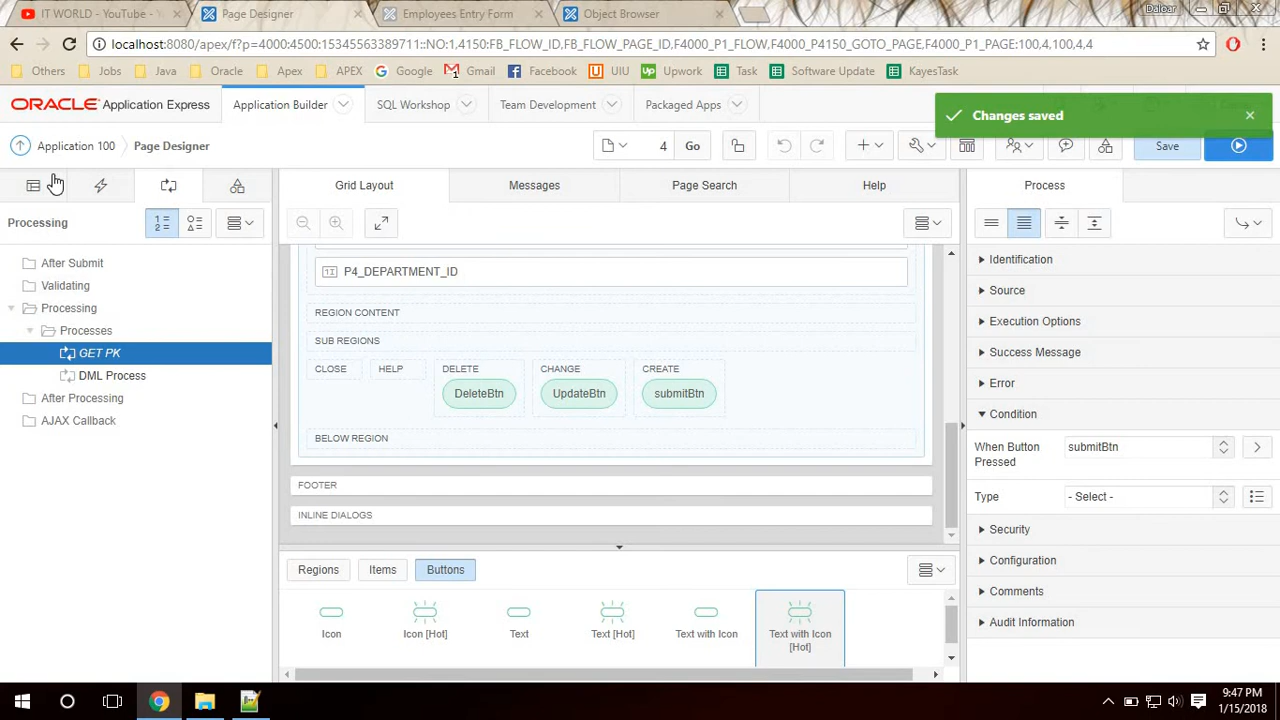 IT WORLD - YouTube -
Page Designer
Employees Entry Form
Object Browser
Dalbar
localhost:8080/apex/f?p=4000:4500:15345563389711::NO:1,4150:FB_FLOW_ID,FB_FLOW_PAGE_ID,F4000_P1_FLOW,F4000_P4150_GOTO_PAGE,F4000_P1_PAGE:100,4,100,4,4
Others Jobs Java Oracle Apex APEX Google Gmail Facebook UIU Upwork Task Software Update KayesTask
ORACLE Application Express Application Builder SQL Workshop Team Development Packaged Apps
Changes saved
Application 100 Page Designer 4 Go Save
Grid Layout Messages Page Search Help Process
Processing
After Submit
Validating
Processing
Processes
GET PK
DML Process
After Processing
AJAX Callback
P4_DEPARTMENT_ID
REGION CONTENT
SUB REGIONS
CLOSE HELP DELETE CHANGE CREATE
DeleteBtn UpdateBtn submitBtn
BELOW REGION
FOOTER
INLINE DIALOGS
Regions Items Buttons
Icon
Icon [Hot]
Text
Text [Hot]
Text with Icon
Text with Icon
[Hot]
Identification
Source
Execution Options
Success Message
Error
Condition
When Button
Pressed
submitBtn
Type - Select -
Security
Configuration
Comments
Audit Information
9:47 PM
1/15/2018